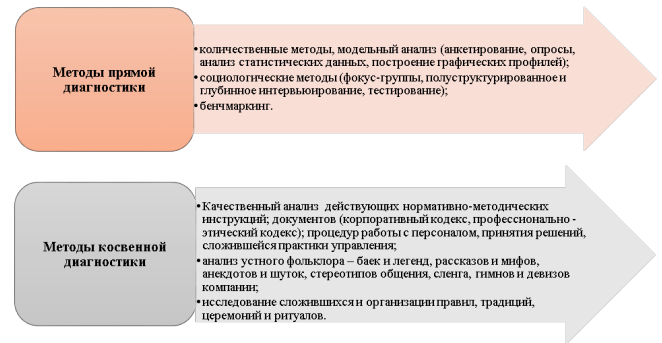 Методы прямой
диагностики
•количественные методы, модельный анализ (анкетирование, опросы,
анализ статистических данных, построение графических профилей);
•социологические методы (фокус-группы, полуструктурированное и
глубинное интервьюирование, тестирование);
•бенчмаркинг.
Методы косвенной
диагностики
•Качественный анализ действующих нормативно-методических
инструкций; документов (корпоративный кодекс, профессионально -
этический кодекс); процедур работы с персоналом, принятия решений,
сложившейся практики управления;
•анализ устного фольклора – баек и легенд, рассказов и мифов,
анекдотов и шуток, стереотипов общения, сленга, гимнов и девизов
компании;
•исследование сложившихся и организации правил, традиций,
церемоний и ритуалов.